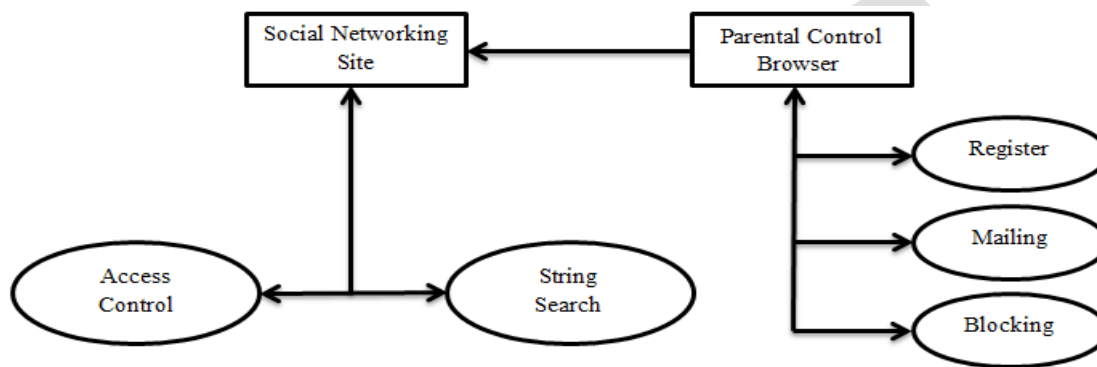 Social Networking
Site
Parental Control
Browser
Register
Mailing
Access
Control
String
Search
Blocking